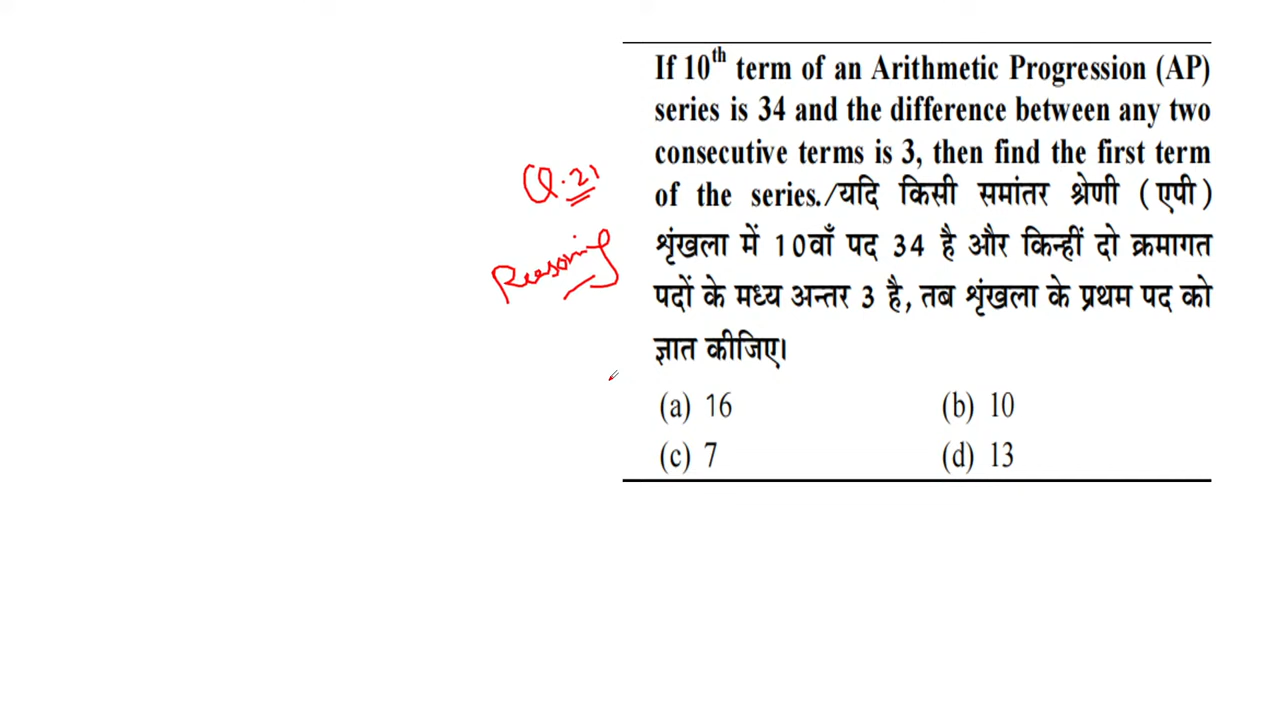 If 10th term of an Arithmetic Progression (AP)
series is 34 and the difference between any two
consecutive terms is 3, then find the first term
of the series./यदि किसी समांतर श्रेणी (एपी)
शृंखला में 10वाँ पद 34 है और किन्हीं दो क्रमागत
पदों के मध्य अन्तर 3 है, तब शृंखला के प्रथम पद को
ज्ञात कीजिए।
(a) 16 (b) 10
(c) 7 (d) 13
Q.21
Reasoning